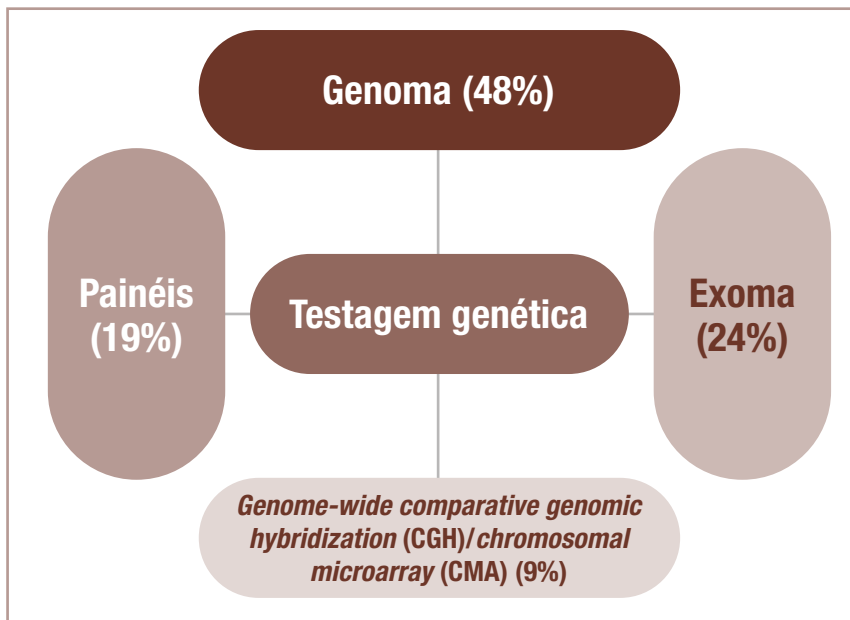 Genoma (48%)
Painéis
(19%)
Testagem genética
Exoma
(24%)
Genome-wide comparative genomic
hybridization (CGH)/chromosomal
microarray (CMA) (9%)